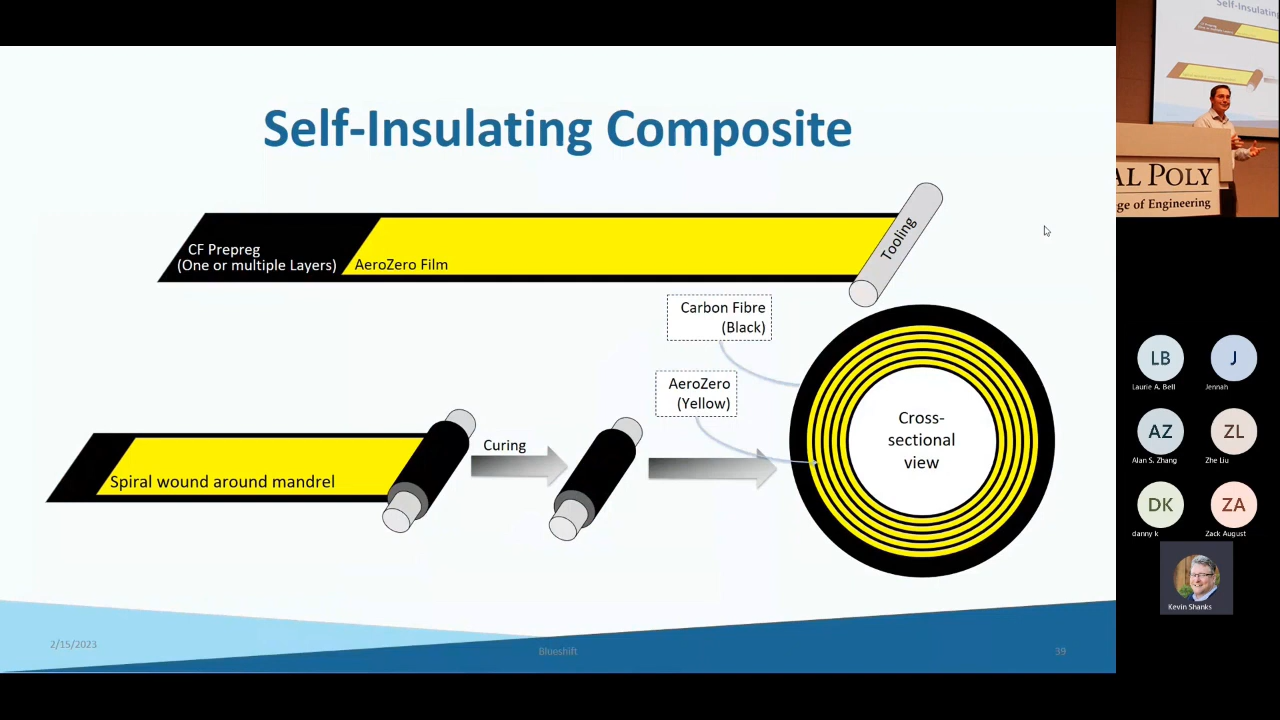 Self-Insulating Composite
CF Prepreg
(One or multiple Layers)
AeroZero Film
Tooling
Carbon Fibre
(Black)
AeroZero
(Yellow)
Cross-
sectional
view
Spiral wound around mandrel
Curing
2/15/2023
Blueshift
39
Self-Insulatin
AL POLY
ge of Engineering
LB
Laurie A. Bell
J
Jennah
AZ
Alan S. Zhang
ZL
Zhe Liu
DK
danny k
ZA
Zack August
Kevin Shanks